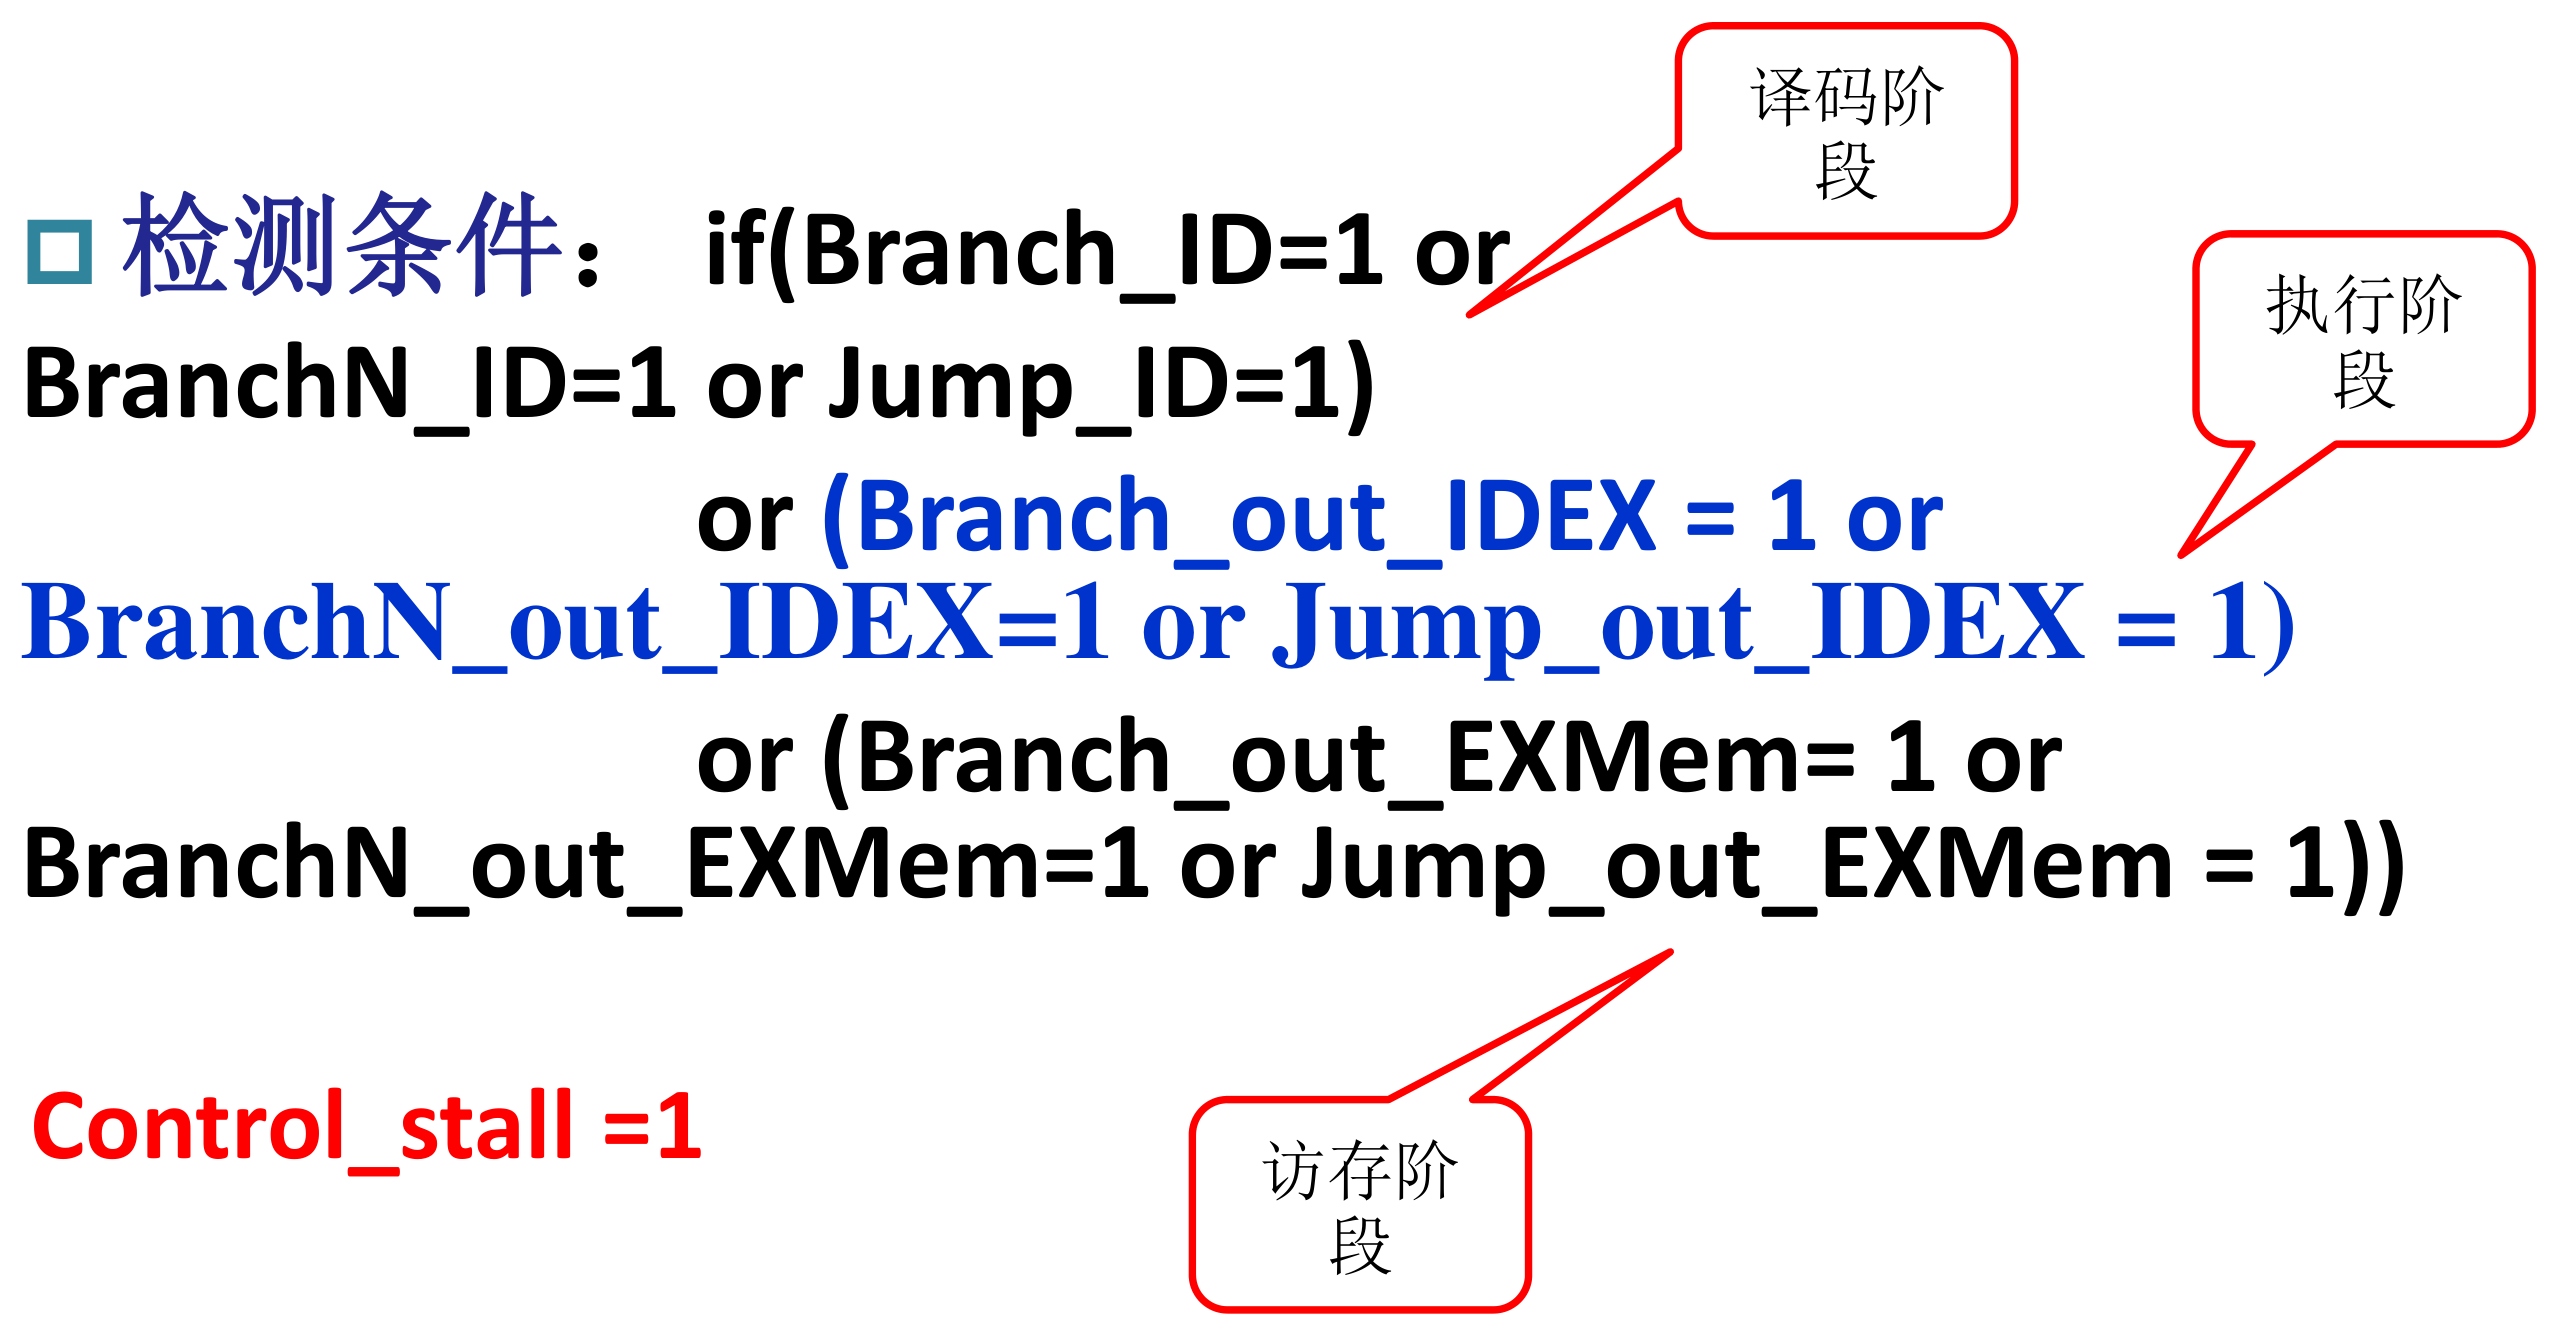 译码阶
段
检测条件： if(Branch_ID=1 or
执行阶
段
BranchN_ID=1 or Jump_ID=1)
or (Branch_out_IDEX = 1 or
BranchN_out_IDEX=1 or Jump_out_IDEX = 1)
or (Branch_out_EXMem= 1 or
BranchN_out_EXMem=1 or Jump_out_EXMem = 1))
Control_stall =1
访存阶
段